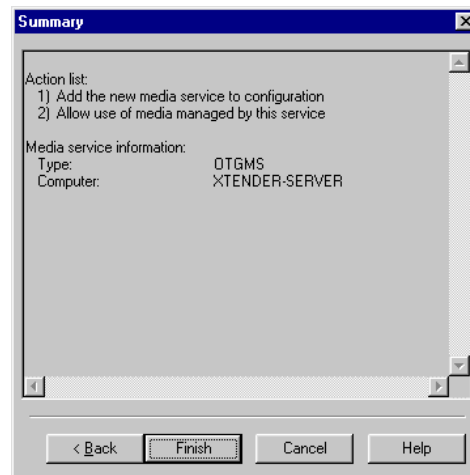 Summary
Action list:
1) Add the new media service to configuration
2) Allow use of media managed by this service
Media service information:
Type: OTGMS
Computer: XTENDER-SERVER
< Back Finish Cancel Help